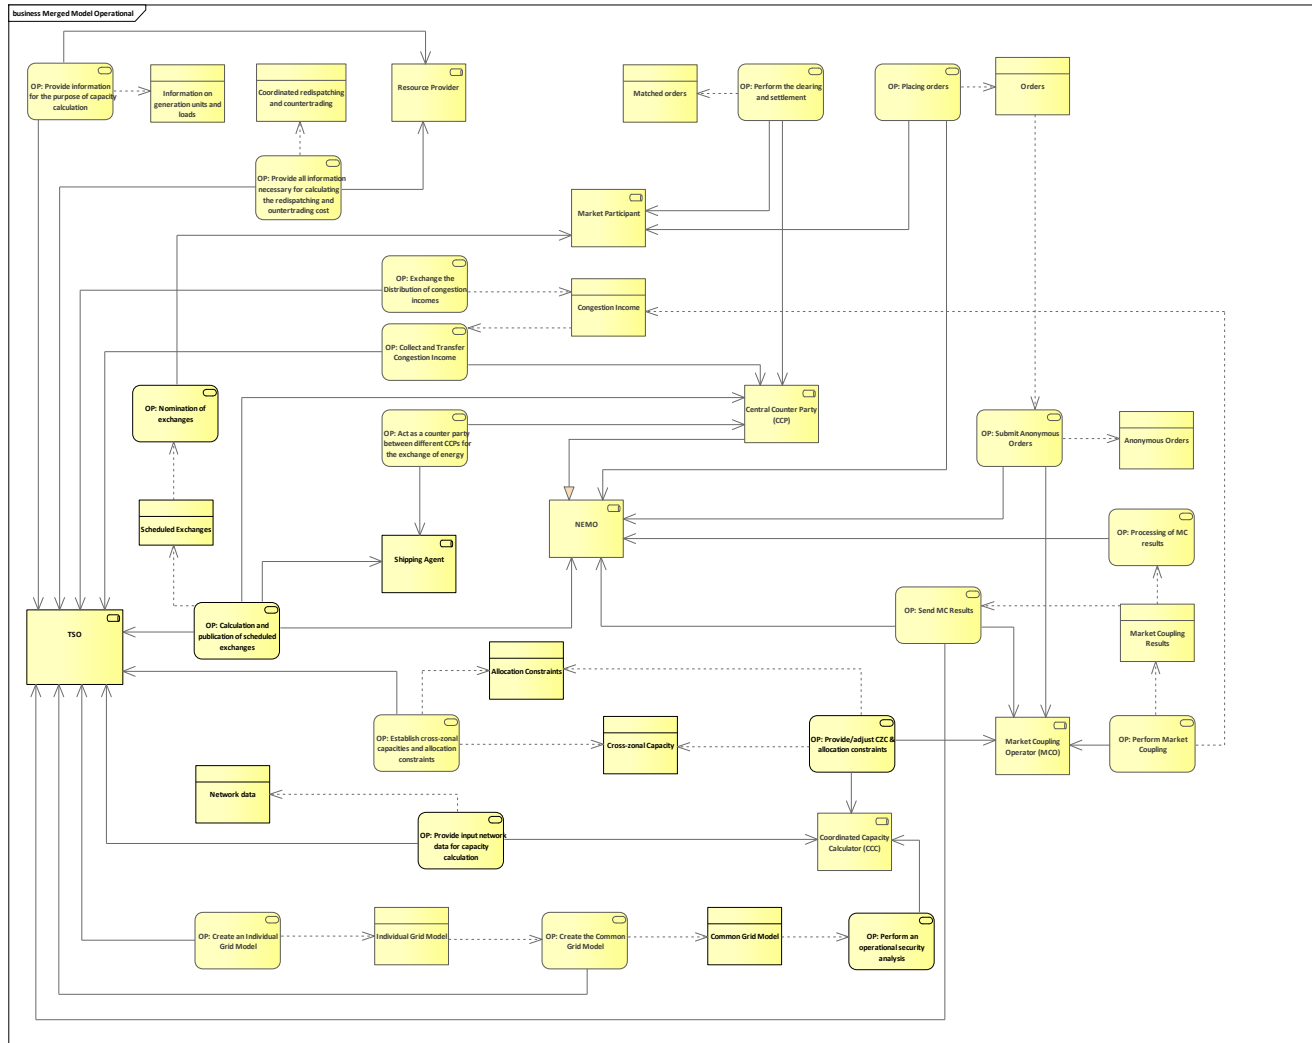 business Merged Model Operational
OP: Provide information
for the purpose of capacity
calculation
Information on
generation units and
loads
Coordinated redispatching
and countertrading
Resource Provider
Matched orders
OP: Perform the clearing
and settlement
OP: Placing orders
Orders
OP: Provide all information
necessary for calculating
the redispatching and
ountertrading cost
Market Participant
OP: Exchange the
Distribution of congestion
incomes
Congestion Income
OP: Collect and Transfer
Congestion Income
OP: Nomination of
exchanges
Central Counter Party
(CCP)
OP: Act as a counter party
between different CCPs for
the exchange of energy
OP: Submit Anonymous
Orders
Anonymous Orders
Scheduled Exchanges
NEMO
OP: Processing of MC
results
Shipping Agent
OP: Send MC Results
Market Coupling
Results
TSO
OP: Calculation and
publication of scheduled
exchanges
Allocation Constraints
OP: Establish cross-zonal
capacities and allocation
constraints
Cross-zonal Capacity
OP: Provide/adjust CZC &
allocation constraints
Market Coupling
Operator (MCO)
OP: Perform Market
Coupling
Network data
OP: Provide input network
data for capacity
calculation
Coordinated Capacity
Calculator (CCC)
OP: Create an Individual
Grid Model
Individual Grid Model
OP: Create the Common
Grid Model
Common Grid Model
OP: Perform an
operational security
analysis